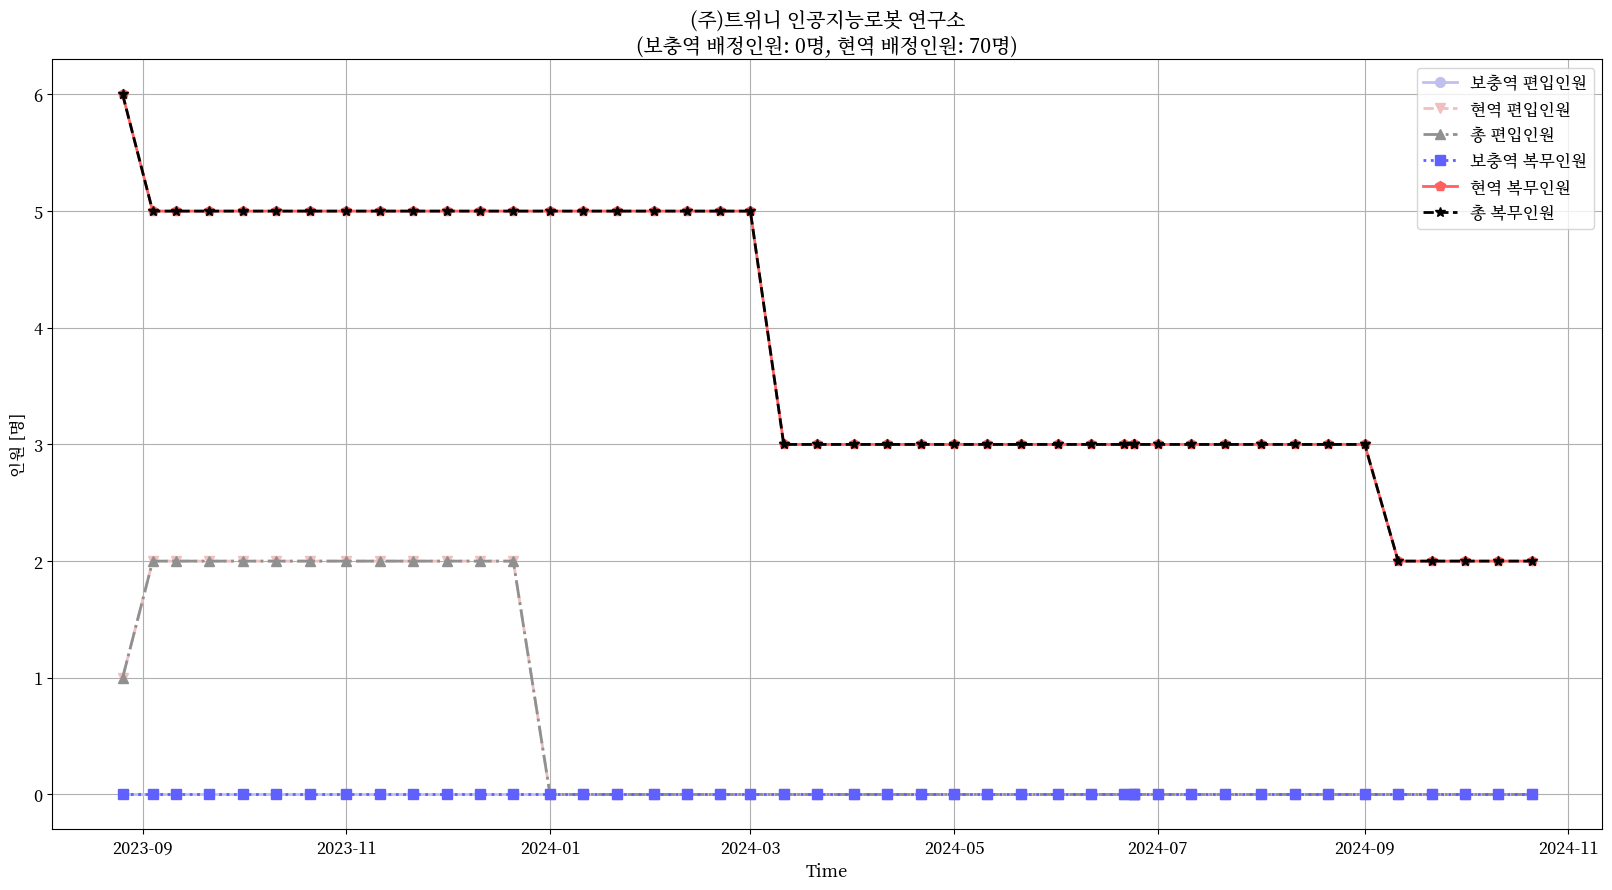 (주)트위니 인공지능로봇 연구소
(보충역 배정인원: 0명, 현역 배정인원: 70명)
보충역 편입인원
현역 편입인원
총 편입인원
보충역 복무인원
현역 복무인원
총 복무인원
6
5
4
3
2
1
0
인원 [명]
2023-09 2023-11 2024-01 2024-03 2024-05 2024-07 2024-09 2024-11
Time